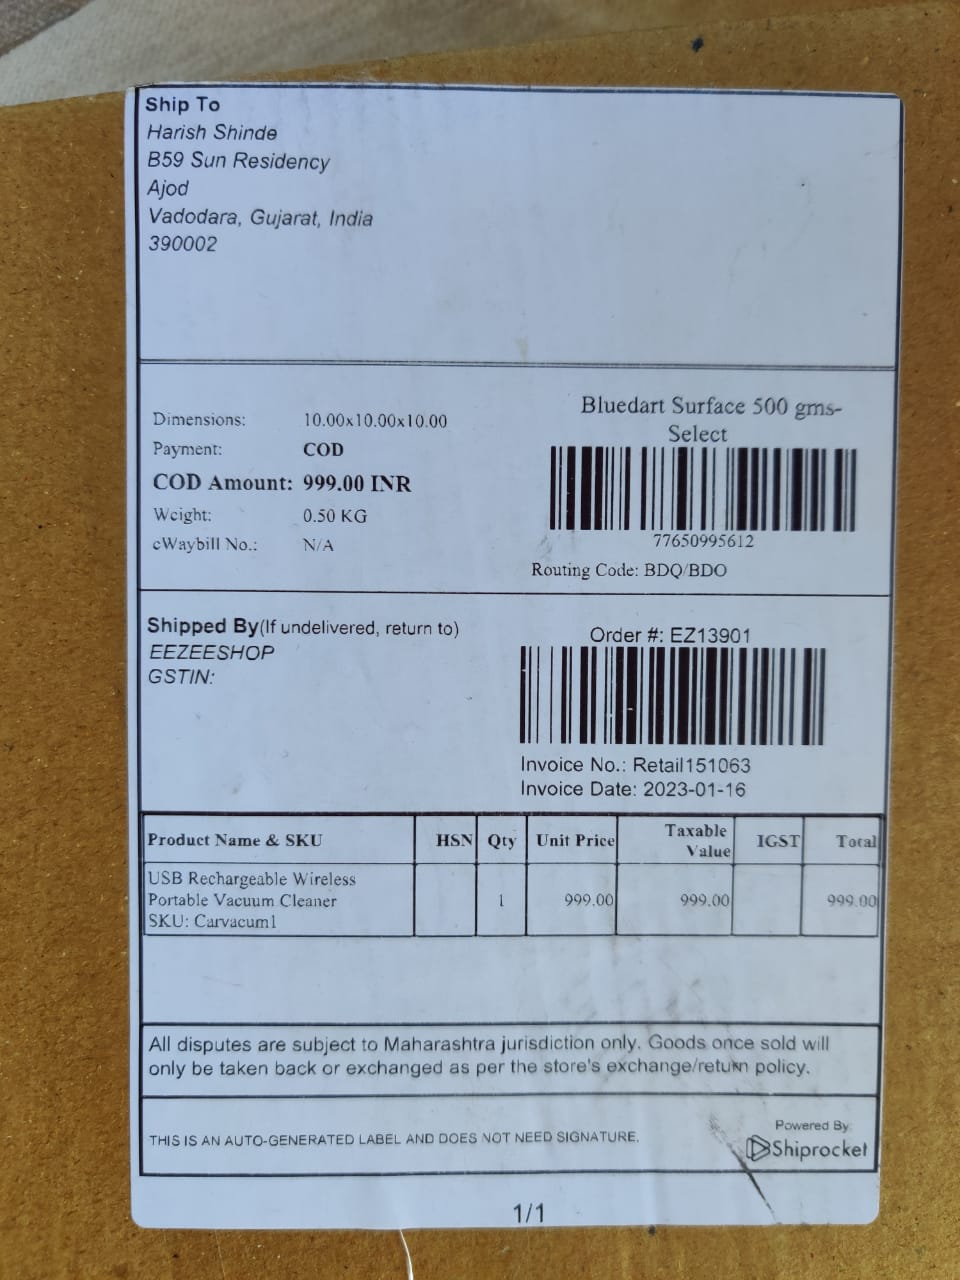 Ship To
Harish Shinde
B59 Sun Residency
Ajod
Vadodara, Gujarat, India
390002
Dimensions: 10.00x10.00x10.00
Payment: COD
COD Amount: 999.00 INR
Weight: 0.50 KG
eWaybill No.: N/A
Bluedart Surface 500 gms-
Select
77650995612
Routing Code: BDQ/BDO
Shipped By(If undelivered, return to)
EEZEESHOP
GSTIN:
Order #: EZ13901
Invoice No.: Retail151063
Invoice Date: 2023-01-16
Product Name & SKU HSN Qty Unit Price Taxable Value IGST Total
USB Rechargeable Wireless
Portable Vacuum Cleaner 1 999.00 999.00 999.00
SKU: Carvacum1
All disputes are subject to Maharashtra jurisdiction only. Goods once sold will
only be taken back or exchanged as per the store's exchange/return policy.
THIS IS AN AUTO-GENERATED LABEL AND DOES NOT NEED SIGNATURE.
Powered By:
Shiprocket
1/1